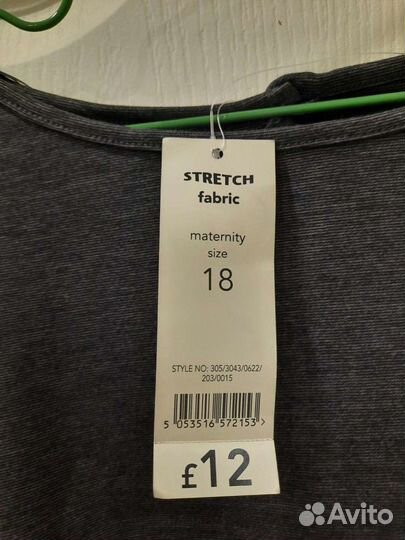 STRETCH
fabric
maternity
size
18
STYLE NO: 305/3043/0622/
203/0015
5 053516 572153 >
£12
Avito